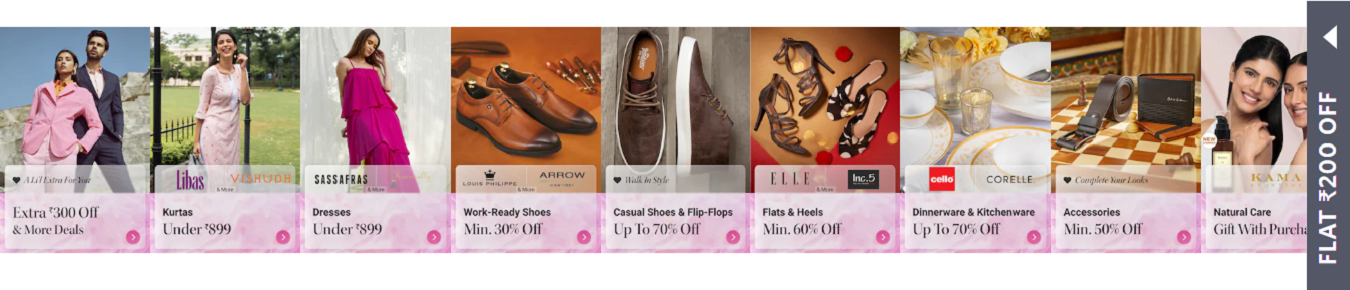 A Li'l Extra For You
Extra ₹300 Off
& More Deals
Libas
VISHUDH
& More
Kurtas
Under ₹899
SASSAFRAS
& More
Dresses
Under ₹899
LOUIS PHILIPPE
ARROW
& More
Work-Ready Shoes
Min. 30% Off
Walk In Style
Casual Shoes & Flip-Flops
Up To 70% Off
ELLE
Inc.5
& More
Flats & Heels
Min. 60% Off
cello
CORELLE
Dinnerware & Kitchenware
Up To 70% Off
Complete Your Looks
Accessories
Min. 50% Off
NEW
KAMA
Natural Care
Gift With Purcha
FLAT ₹200 OFF